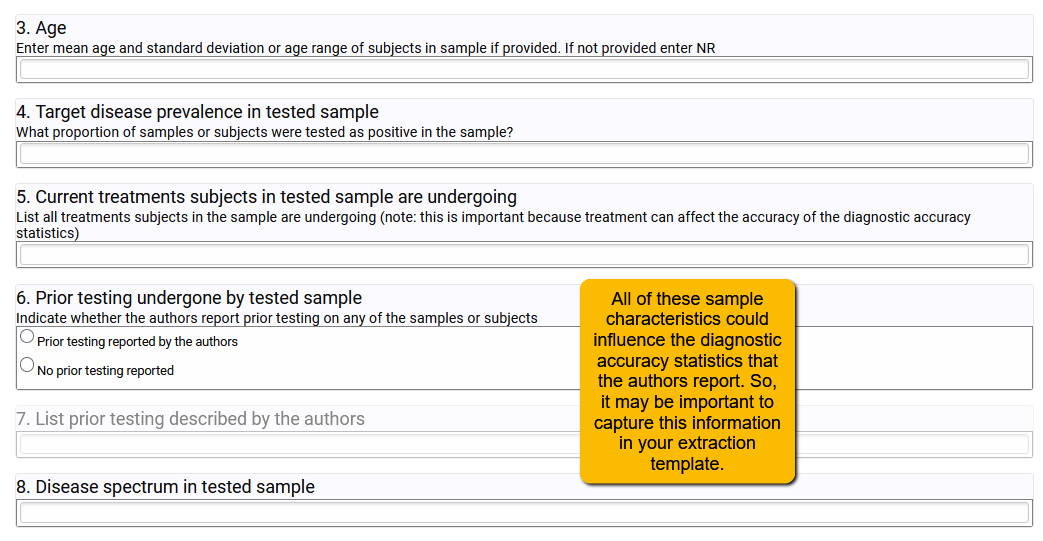 3. Age
Enter mean age and standard deviation or age range of subjects in sample if provided. If not provided enter NR
4. Target disease prevalence in tested sample
What proportion of samples or subjects were tested as positive in the sample?
5. Current treatments subjects in tested sample are undergoing
List all treatments subjects in the sample are undergoing (note: this is important because treatment can affect the accuracy of the diagnostic accuracy
statistics)
6. Prior testing undergone by tested sample
Indicate whether the authors report prior testing on any of the samples or subjects
Prior testing reported by the authors
No prior testing reported
All of these sample
characteristics could
influence the diagnostic
accuracy statistics that
the authors report. So,
it may be important to
capture this information
in your extraction
template.
7. List prior testing described by the authors
8. Disease spectrum in tested sample